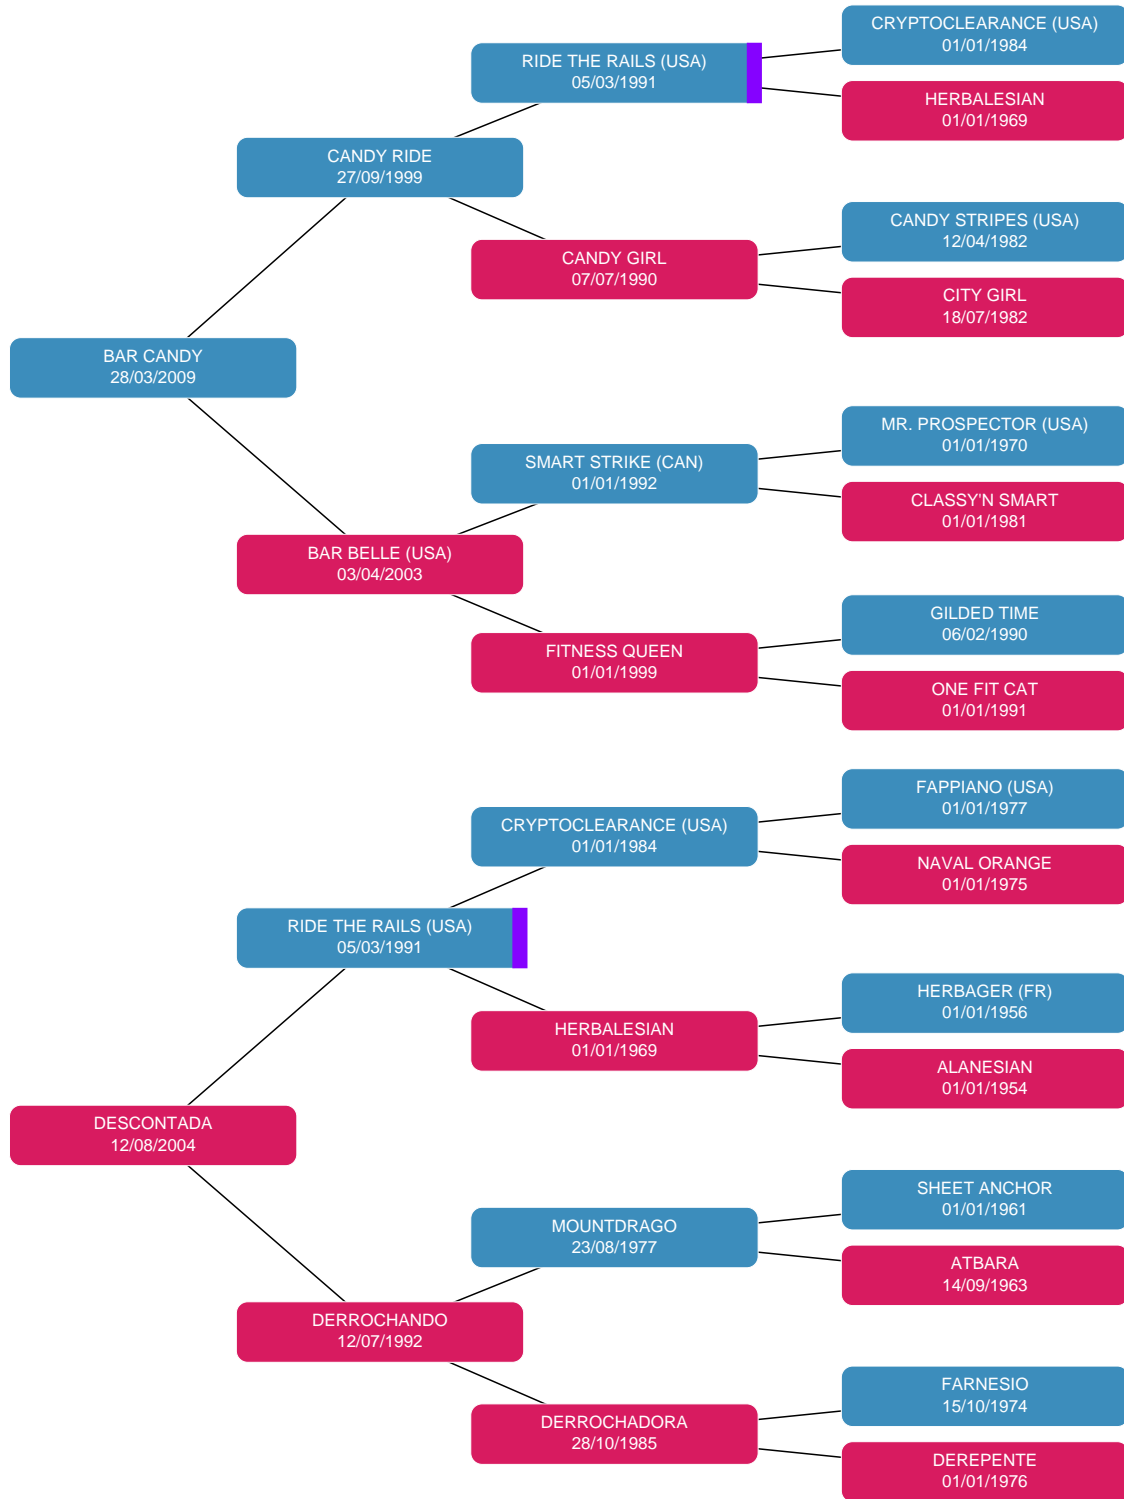 CRYPTOCLEARANCE (USA)
01/01/1984
RIDE THE RAILS (USA)
05/03/1991
HERBALESIAN
01/01/1969
CANDY RIDE
27/09/1999
CANDY STRIPES (USA)
12/04/1982
CANDY GIRL
07/07/1990
CITY GIRL
18/07/1982
BAR CANDY
28/03/2009
MR. PROSPECTOR (USA)
01/01/1970
SMART STRIKE (CAN)
01/01/1992
CLASSY'N SMART
01/01/1981
BAR BELLE (USA)
03/04/2003
GILDED TIME
06/02/1990
FITNESS QUEEN
01/01/1999
ONE FIT CAT
01/01/1991
FAPPIANO (USA)
01/01/1977
CRYPTOCLEARANCE (USA)
01/01/1984
NAVAL ORANGE
01/01/1975
RIDE THE RAILS (USA)
05/03/1991
HERBAGER (FR)
01/01/1956
HERBALESIAN
01/01/1969
ALANESIAN
01/01/1954
DESCONTADA
12/08/2004
SHEET ANCHOR
01/01/1961
MOUNTDRAGO
23/08/1977
ATBARA
14/09/1963
DERROCHANDO
12/07/1992
FARNESIO
15/10/1974
DERROCHADORA
28/10/1985
DEREPENTE
01/01/1976